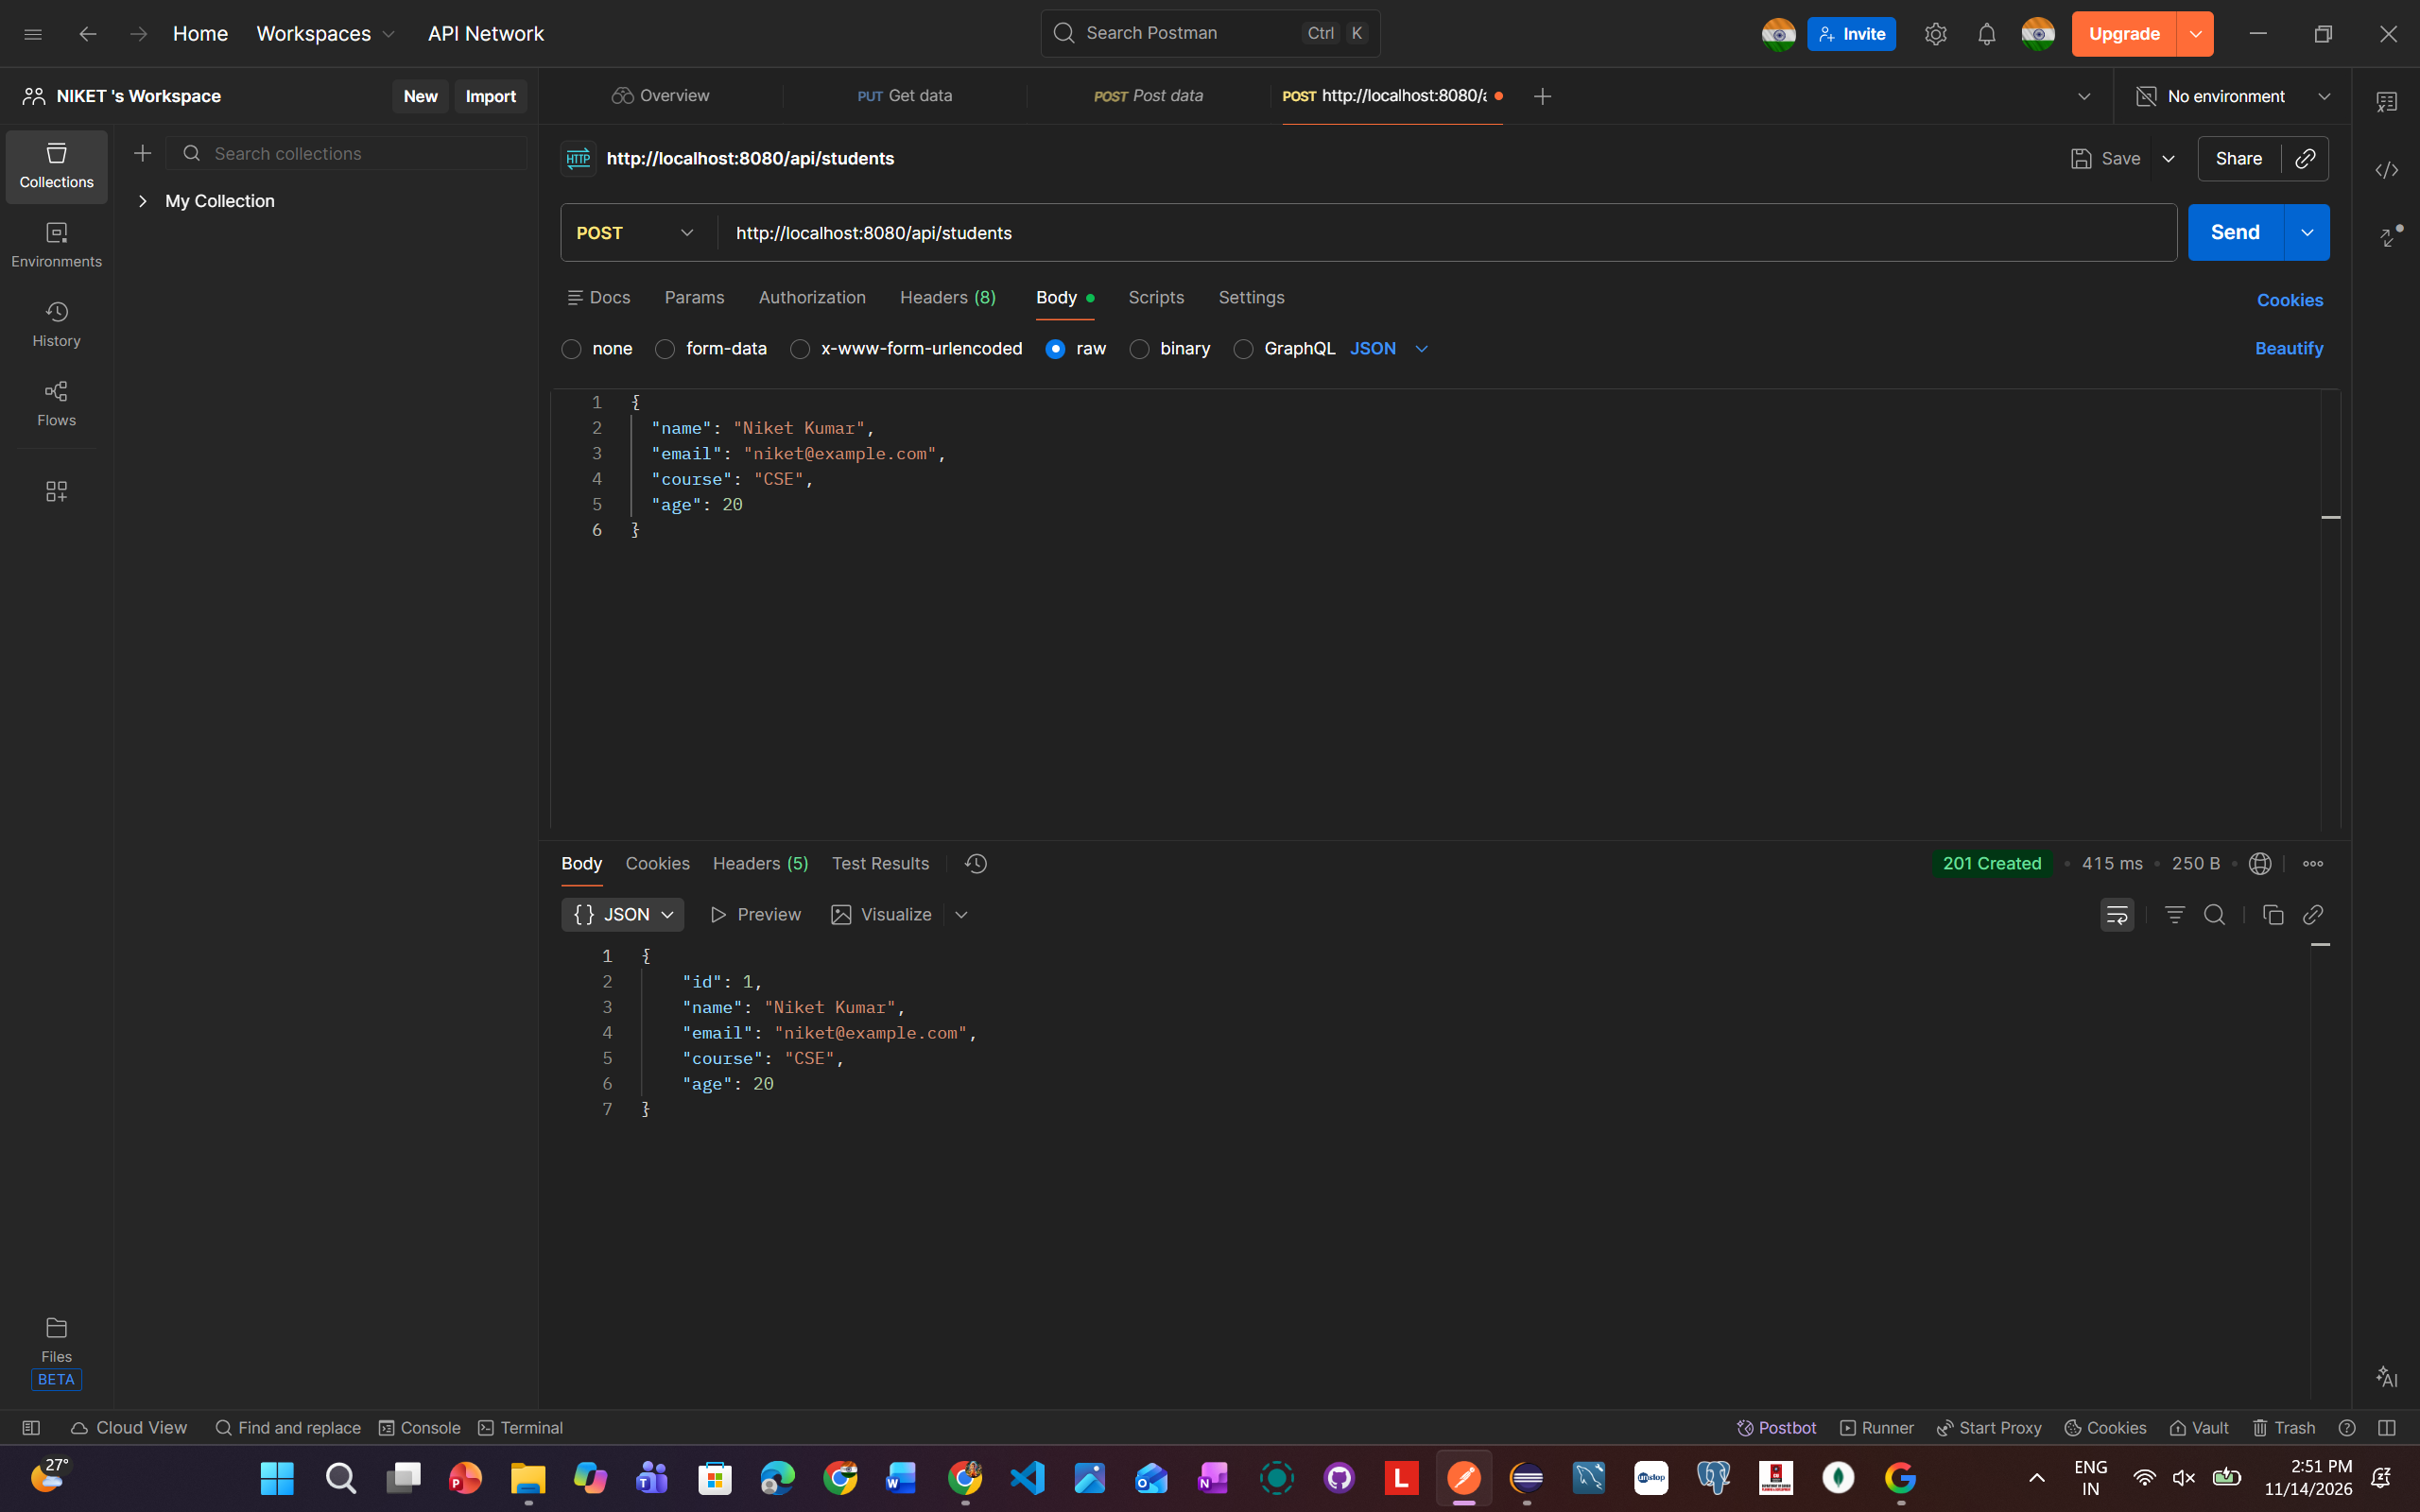 Home Workspaces API Network
Search Postman Ctrl K
Invite Upgrade
NIKET 's Workspace New Import
Overview PUT Get data POST Post data POST http://localhost:8080/a No environment
Collections
Search collections
My Collection
Environments
History
Flows
Files
BETA
HTTP http://localhost:8080/api/students Save Share
POST http://localhost:8080/api/students Send
Docs Params Authorization Headers (8) Body Scripts Settings Cookies
none form-data x-www-form-urlencoded raw binary GraphQL JSON Beautify
1 {
2 "name": "Niket Kumar",
3 "email": "niket@example.com",
4 "course": "CSE",
5 "age": 20
6 }
Body Cookies Headers (5) Test Results 201 Created 415 ms 250 B
{} JSON Preview Visualize
1 {
2 "id": 1,
3 "name": "Niket Kumar",
4 "email": "niket@example.com",
5 "course": "CSE",
6 "age": 20
7 }
AI
Cloud View Find and replace Console Terminal Postbot Runner Start Proxy Cookies Vault Trash
27°
ENG
IN
2:51 PM
11/14/2026